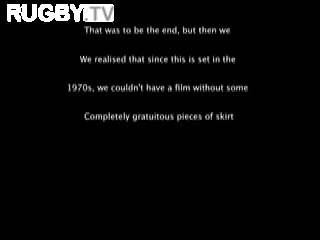 RUGBY.TV
That was to be the end, but then we
We realised that since this is set in the
1970s, we couldn't have a film without some
Completely gratuitous pieces of skirt